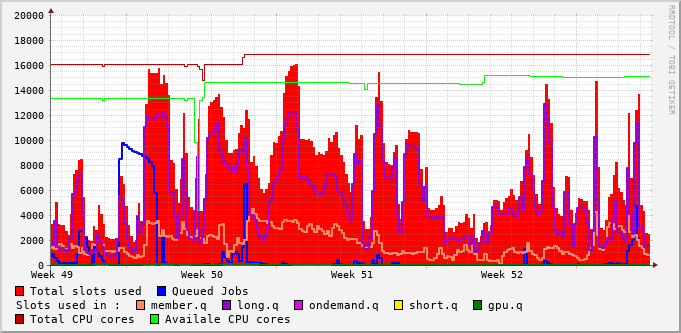 RRDTOOL / TOBI OETIKER
20000
18000
16000
14000
12000
10000
8000
6000
4000
2000
0
Week 49 Week 50 Week 51 Week 52
Total slots used Queued Jobs
Slots used in : member.q long.q ondemand.q short.q gpu.q
Total CPU cores Availale CPU cores